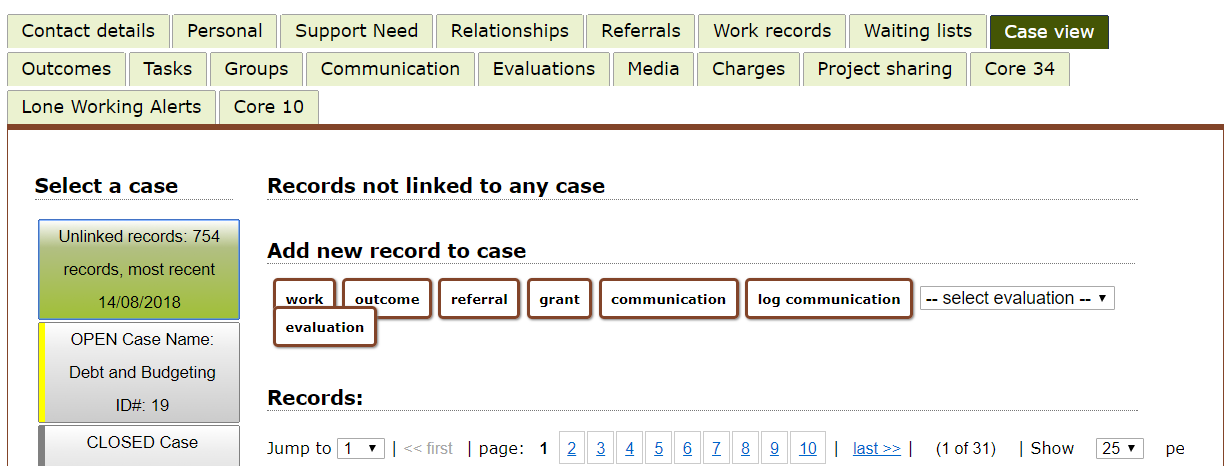 Contact details Personal Support Need Relationships Referrals Work records Waiting lists Case view
Outcomes Tasks Groups Communication Evaluations Media Charges Project sharing Core 34
Lone Working Alerts Core 10
Select a case
Unlinked records: 754
records, most recent
14/08/2018
OPEN Case Name:
Debt and Budgeting
ID#: 19
CLOSED Case
Records not linked to any case
Add new record to case
work outcome referral grant communication log communication -- select evaluation --
evaluation
Records:
Jump to 1 | << first | page: 1 2 3 4 5 6 7 8 9 10 | last >> | (1 of 31) | Show 25 pe